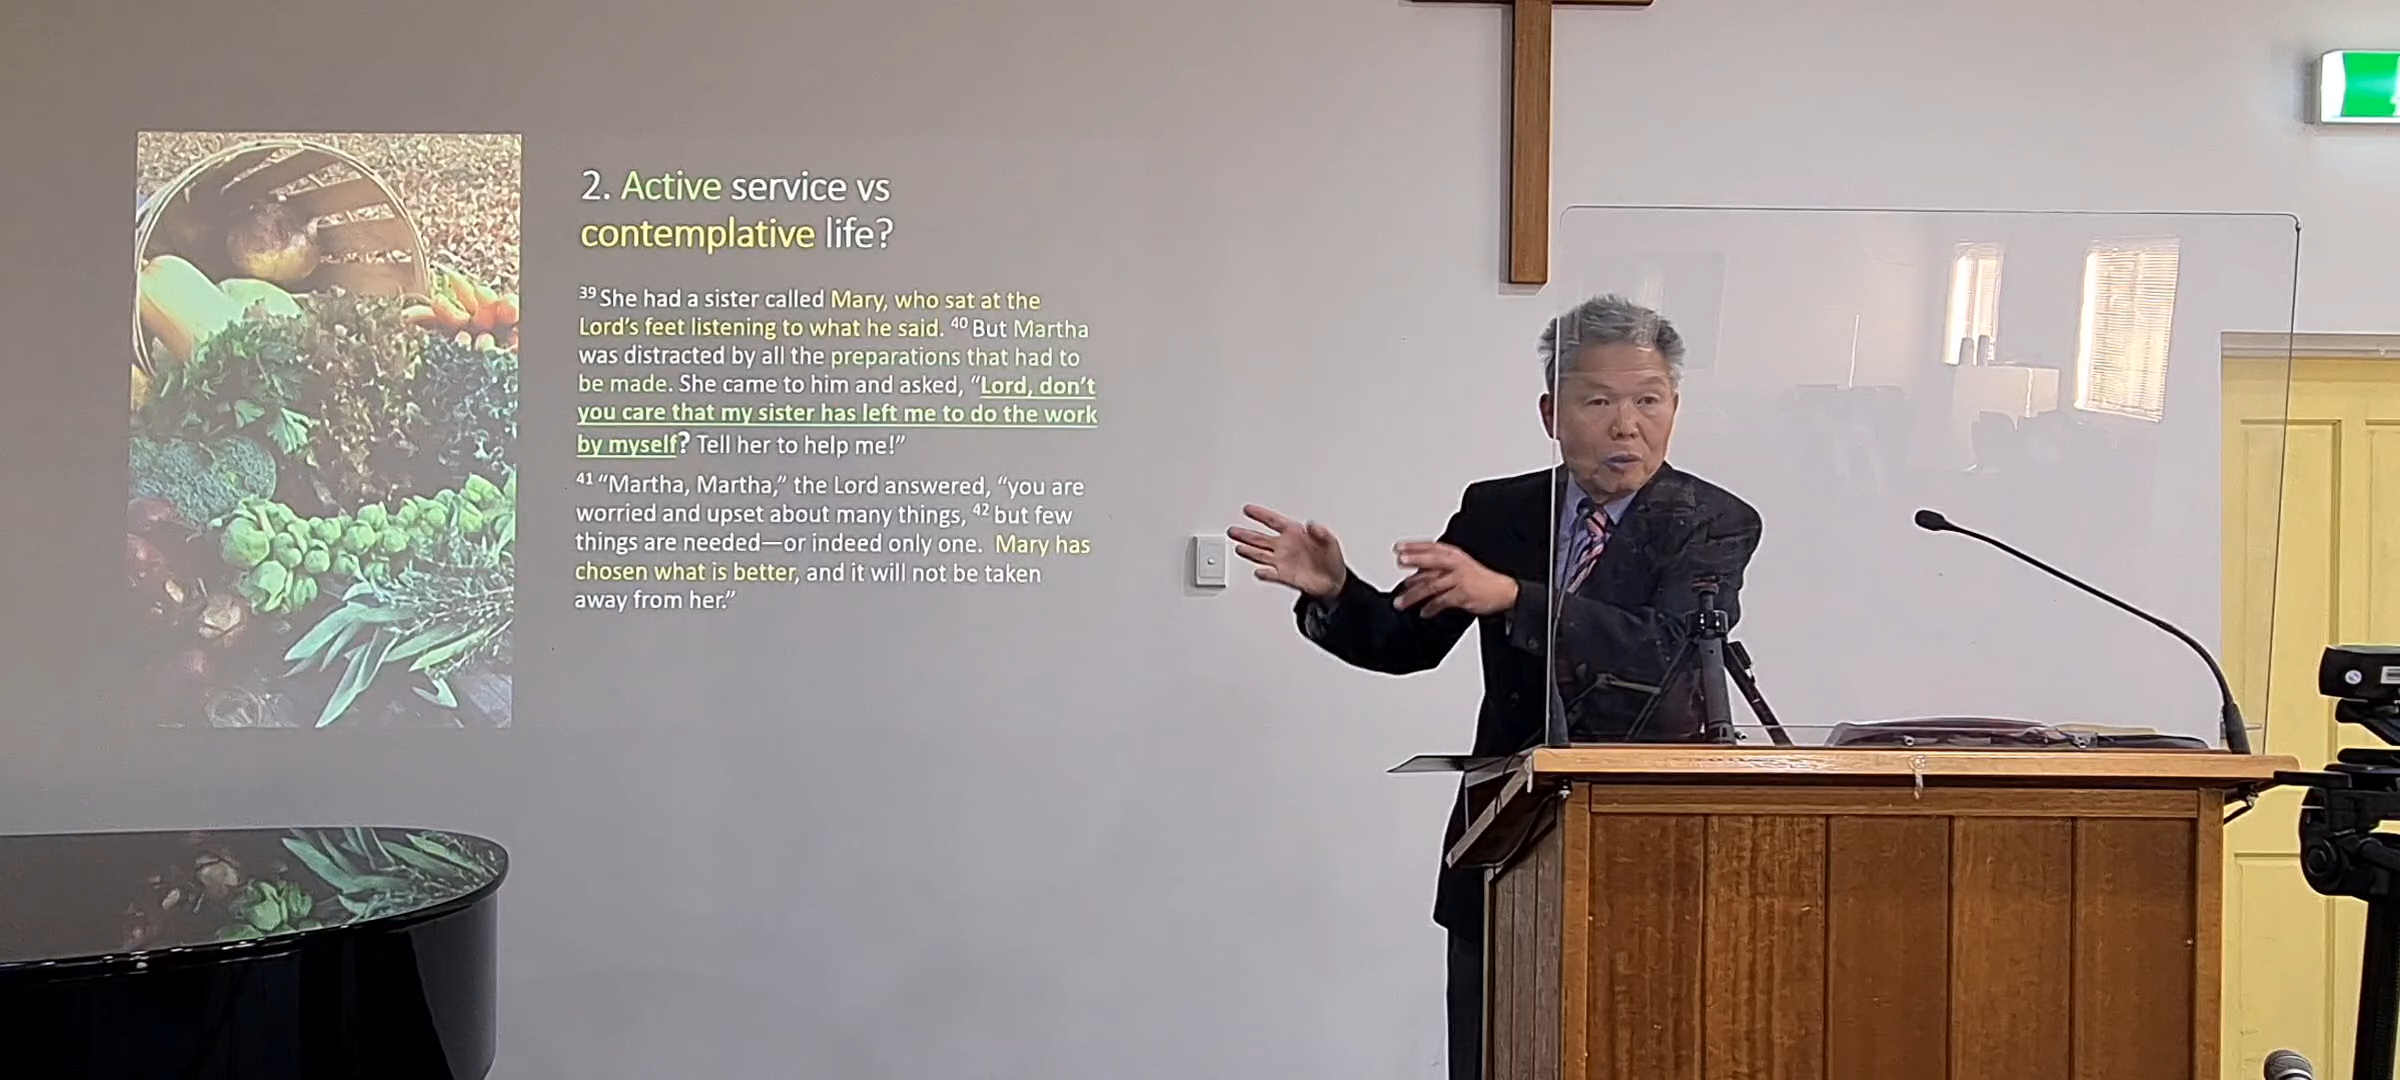 2. Active service vs
contemplative life?
³⁹ She had a sister called Mary, who sat at the
Lord’s feet listening to what he said. ⁴⁰ But Martha
was distracted by all the preparations that had to
be made. She came to him and asked, “Lord, don’t
you care that my sister has left me to do the work
by myself? Tell her to help me!”
⁴¹ “Martha, Martha,” the Lord answered, “you are
worried and upset about many things, ⁴² but few
things are needed—or indeed only one. Mary has
chosen what is better, and it will not be taken
away from her.”